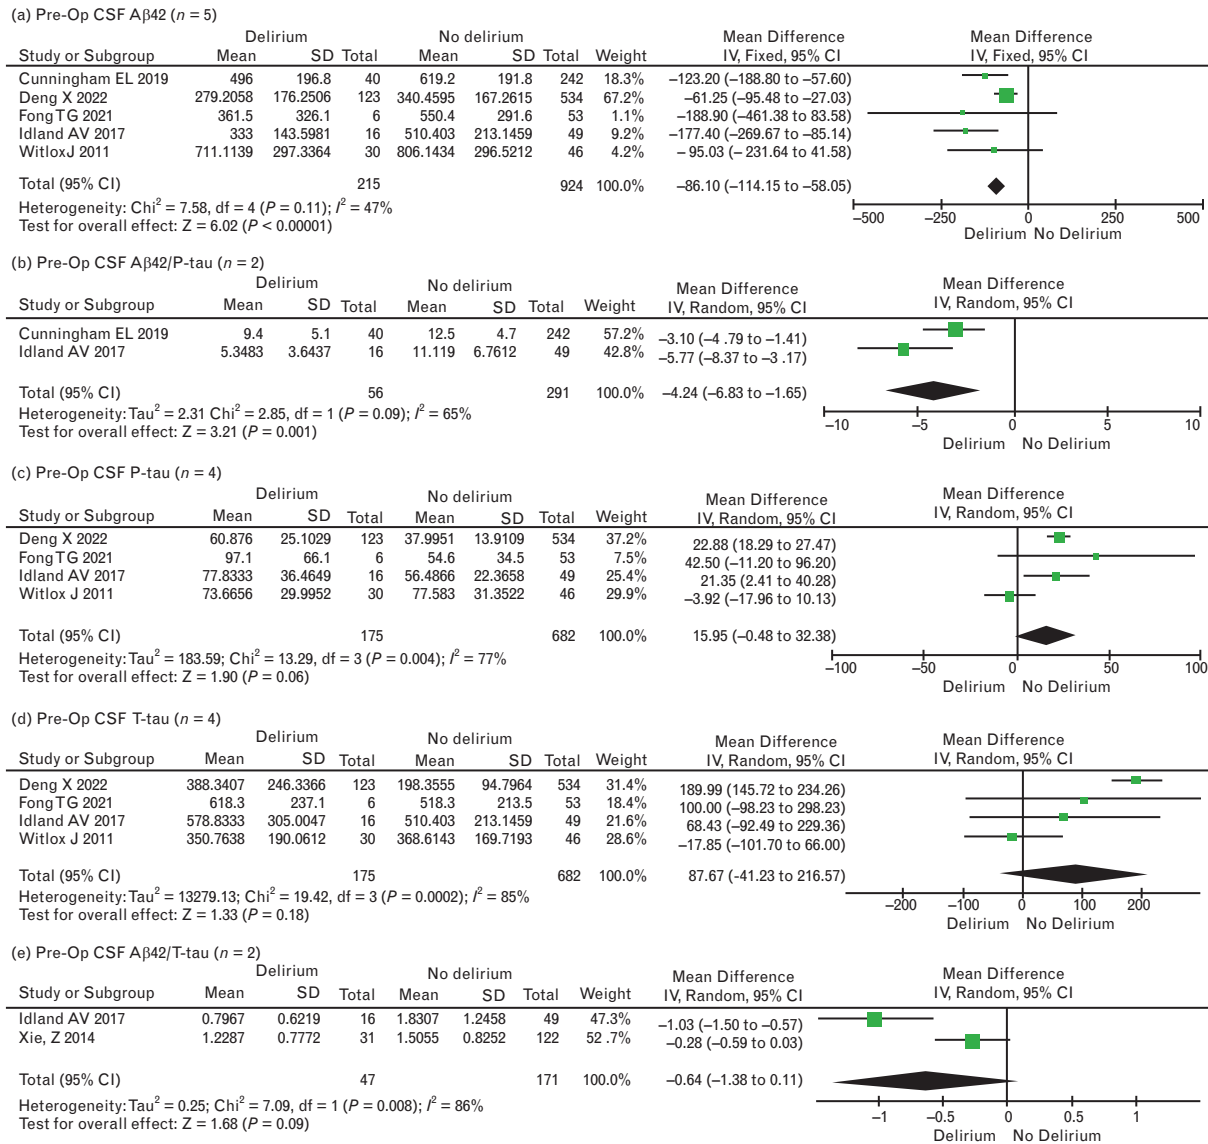 (a) Pre-Op CSF Aβ42 (n = 5)
Delirium No delirium Mean Difference Mean Difference
Study or Subgroup Mean SD Total Mean SD Total Weight IV, Fixed, 95% CI IV, Fixed, 95% CI
Cunningham EL 2019 496 196.8 40 619.2 191.8 242 18.3% −123.20 (−188.80 to −57.60)
Deng X 2022 279.2058 176.2506 123 340.4595 167.2615 534 67.2% −61.25 (−95.48 to −27.03)
Fong TG 2021 361.5 326.1 6 550.4 291.6 53 1.1% −188.90 (−461.38 to 83.58)
Idland AV 2017 333 143.5981 16 510.403 213.1459 49 9.2% −177.40 (−269.67 to −85.14)
WitloxJ 2011 711.1139 297.3364 30 806.1434 296.5212 46 4.2% − 95.03 (− 231.64 to 41.58)
Total (95% CI) 215 924 100.0% −86.10 (−114.15 to −58.05)
Heterogeneity: Chi² = 7.58, df = 4 (P = 0.11); I² = 47%
Test for overall effect: Z = 6.02 (P < 0.00001)
−500 −250 0 250 500
Delirium No Delirium
(b) Pre-Op CSF Aβ42/P-tau (n = 2)
Delirium No delirium Mean Difference Mean Difference
Study or Subgroup Mean SD Total Mean SD Total Weight IV, Random, 95% CI IV, Random, 95% CI
Cunningham EL 2019 9.4 5.1 40 12.5 4.7 242 57.2% −3.10 (−4 .79 to −1.41)
Idland AV 2017 5.3483 3.6437 16 11.119 6.7612 49 42.8% −5.77 (−8.37 to −3 .17)
Total (95% CI) 56 291 100.0% −4.24 (−6.83 to −1.65)
Heterogeneity: Tau² = 2.31 Chi² = 2.85, df = 1 (P = 0.09); I² = 65%
Test for overall effect: Z = 3.21 (P = 0.001)
−10 −5 0 5 10
Delirium No Delirium
(c) Pre-Op CSF P-tau (n = 4)
Delirium No delirium Mean Difference Mean Difference
Study or Subgroup Mean SD Total Mean SD Total Weight IV, Random, 95% CI IV, Random, 95% CI
Deng X 2022 60.876 25.1029 123 37.9951 13.9109 534 37.2% 22.88 (18.29 to 27.47)
Fong TG 2021 97.1 66.1 6 54.6 34.5 53 7.5% 42.50 (−11.20 to 96.20)
Idland AV 2017 77.8333 36.4649 16 56.4866 22.3658 49 25.4% 21.35 (2.41 to 40.28)
Witlox J 2011 73.6656 29.9952 30 77.583 31.3522 46 29.9% −3.92 (−17.96 to 10.13)
Total (95% CI) 175 682 100.0% 15.95 (−0.48 to 32.38)
Heterogeneity: Tau² = 183.59; Chi² = 13.29, df = 3 (P = 0.004); I² = 77%
Test for overall effect: Z = 1.90 (P = 0.06)
−100 −50 0 50 100
Delirium No Delirium
(d) Pre-Op CSF T-tau (n = 4)
Delirium No delirium Mean Difference Mean Difference
Study or Subgroup Mean SD Total Mean SD Total Weight IV, Random, 95% CI IV, Random, 95% CI
Deng X 2022 388.3407 246.3366 123 198.3555 94.7964 534 31.4% 189.99 (145.72 to 234.26)
Fong TG 2021 618.3 237.1 6 518.3 213.5 53 18.4% 100.00 (−98.23 to 298.23)
Idland AV 2017 578.8333 305.0047 16 510.403 213.1459 49 21.6% 68.43 (−92.49 to 229.36)
Witlox J 2011 350.7638 190.0612 30 368.6143 169.7193 46 28.6% −17.85 (−101.70 to 66.00)
Total (95% CI) 175 682 100.0% 87.67 (−41.23 to 216.57)
Heterogeneity: Tau² = 13279.13; Chi² = 19.42, df = 3 (P = 0.0002); I² = 85%
Test for overall effect: Z = 1.33 (P = 0.18)
−200 −100 0 100 200
Delirium No Delirium
(e) Pre-Op CSF Aβ42/T-tau (n = 2)
Delirium No delirium Mean Difference Mean Difference
Study or Subgroup Mean SD Total Mean SD Total Weight IV, Random, 95% CI IV, Random, 95% CI
Idland AV 2017 0.7967 0.6219 16 1.8307 1.2458 49 47.3% −1.03 (−1.50 to −0.57)
Xie, Z 2014 1.2287 0.7772 31 1.5055 0.8252 122 52 .7% −0.28 (−0.59 to 0.03)
Total (95% CI) 47 171 100.0% −0.64 (−1.38 to 0.11)
Heterogeneity: Tau² = 0.25; Chi² = 7.09, df = 1 (P = 0.008); I² = 86%
Test for overall effect: Z = 1.68 (P = 0.09)
−1 −0.5 0 0.5 1
Delirium No Delirium